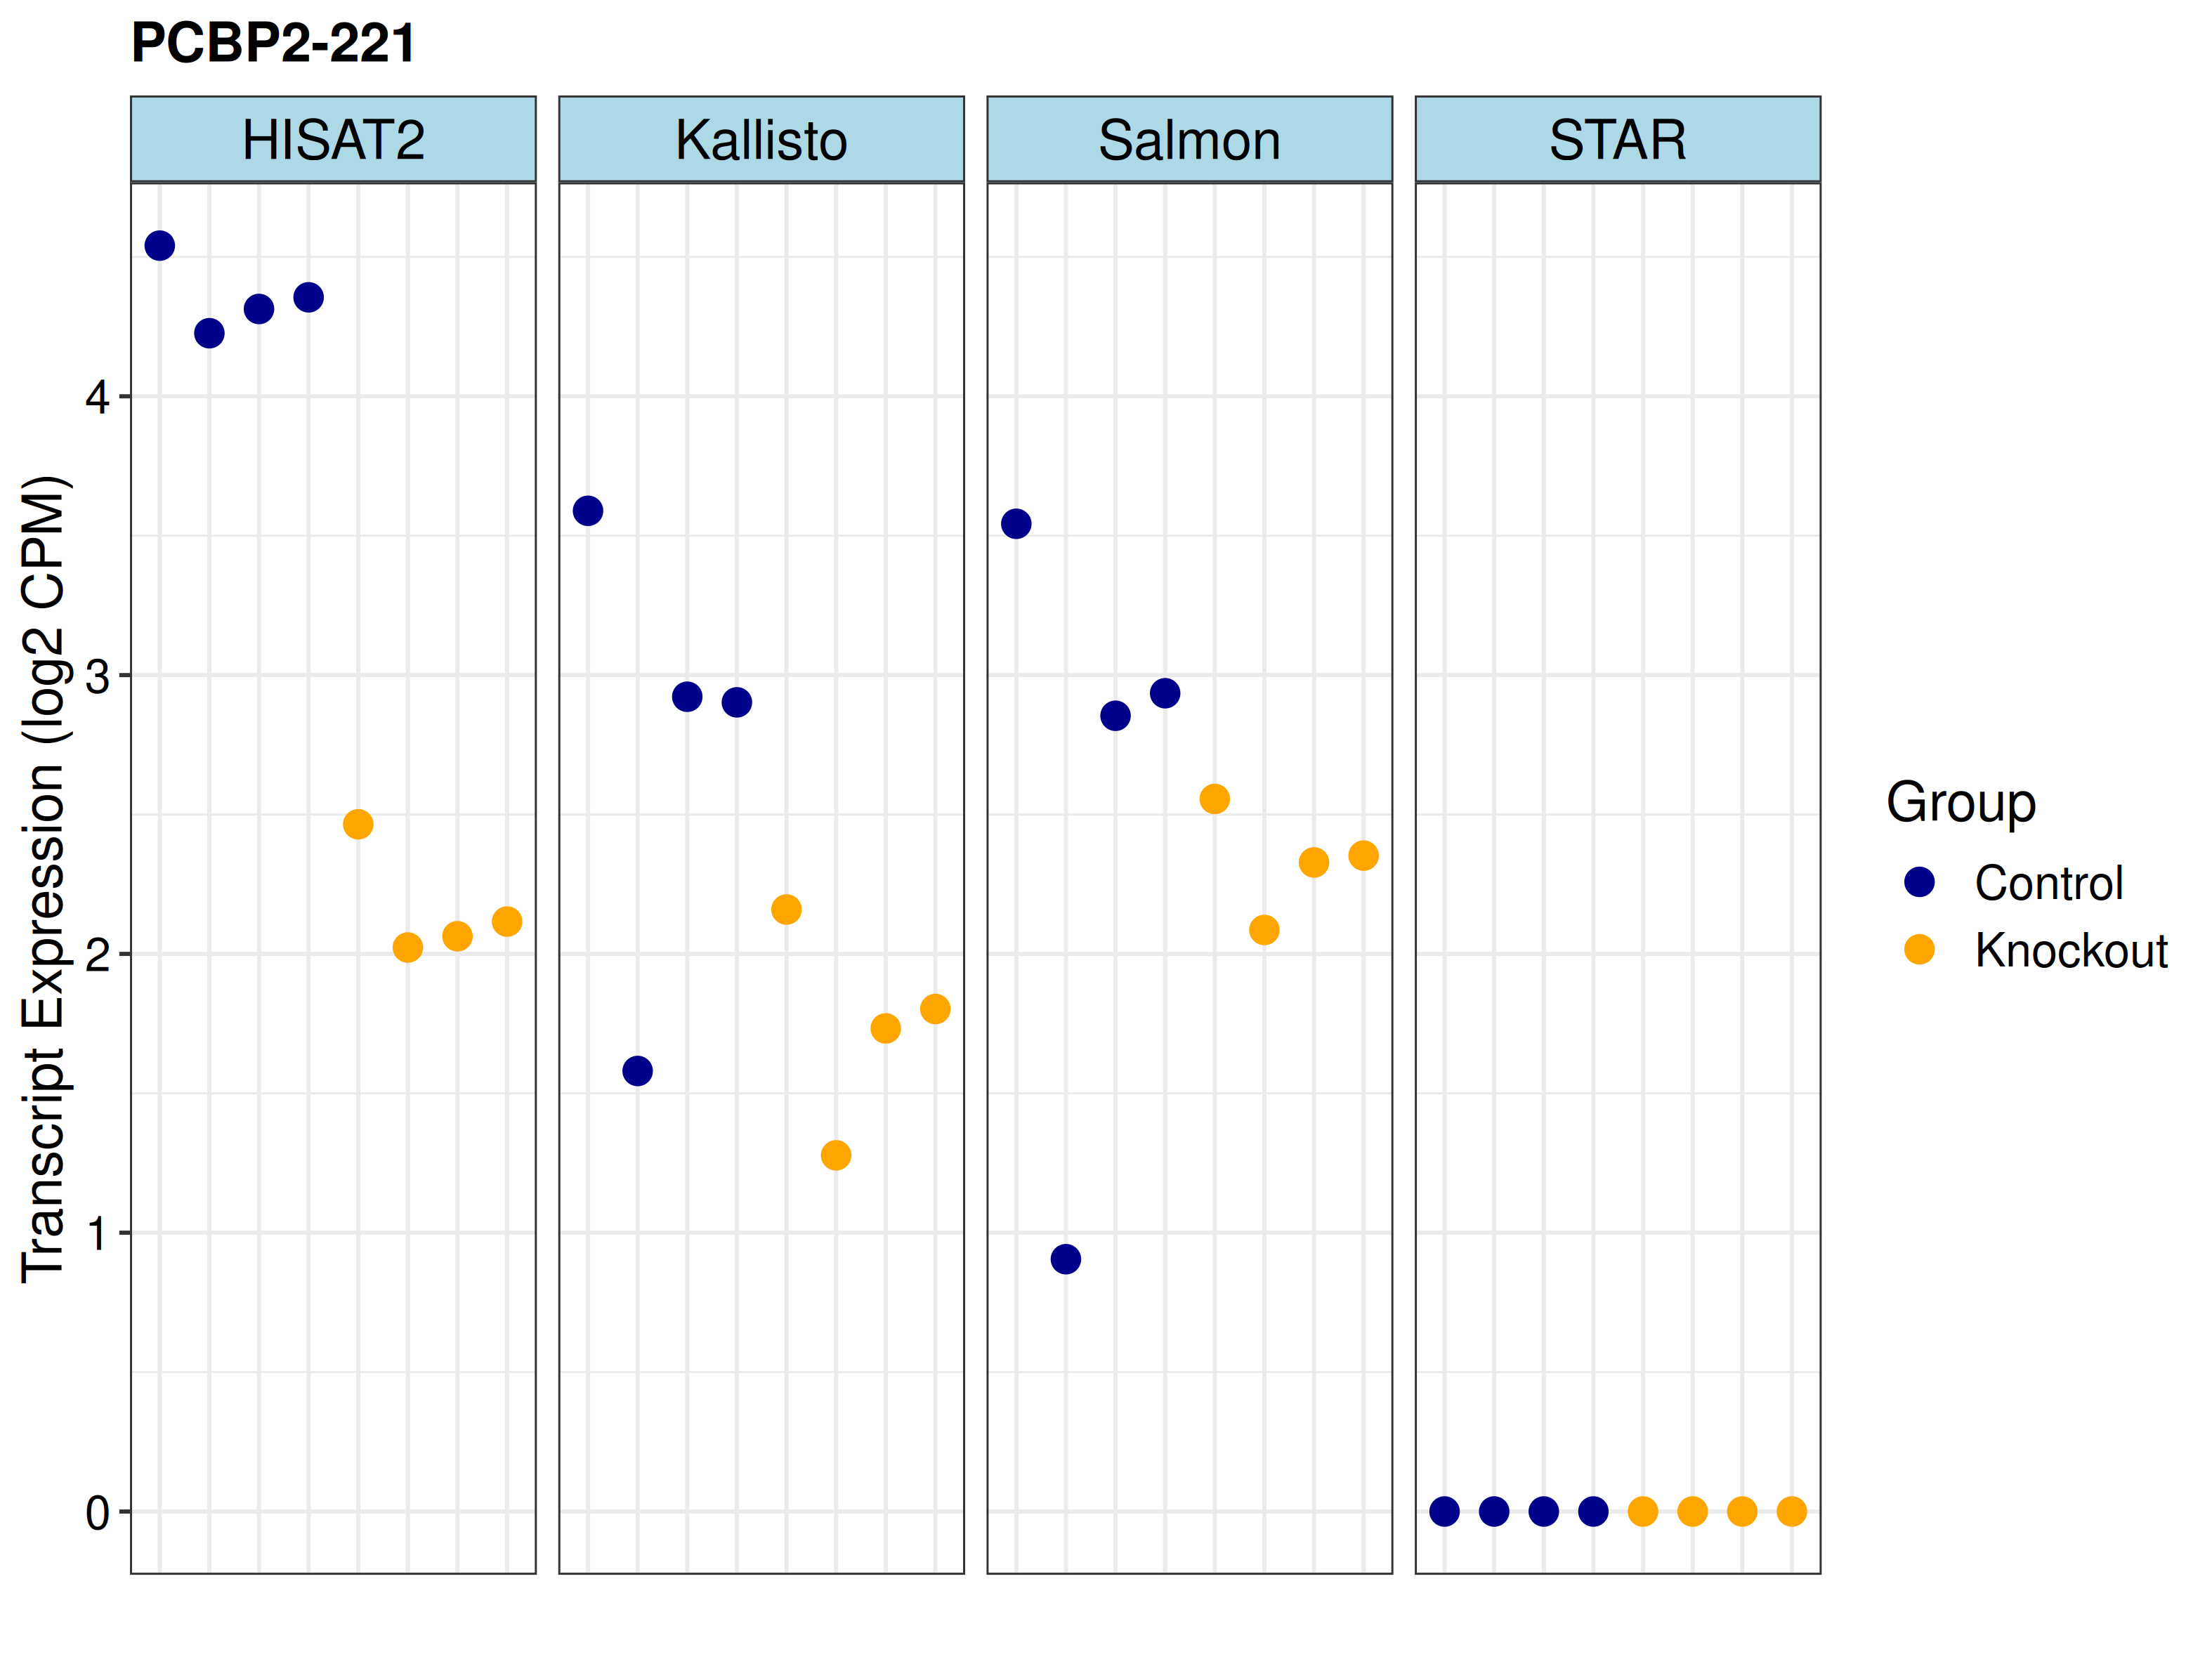 PCBP2-221
HISAT2 Kallisto Salmon STAR
Transcript Expression (log2 CPM)
4
3
2
1
0
Group
Control
Knockout